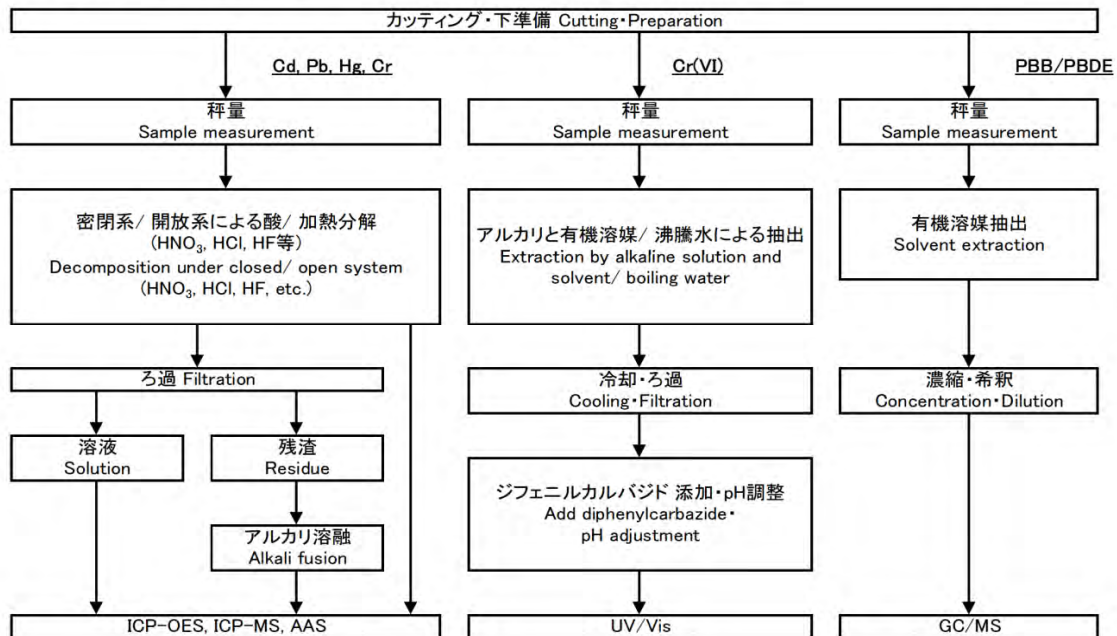 カッティング・下準備 Cutting・Preparation
Cd, Pb, Hg, Cr
秤量
Sample measurement
密閉系/ 開放系による酸/ 加熱分解
(HNO₃, HCl, HF等)
Decomposition under closed/ open system
(HNO₃, HCl, HF, etc.)
ろ過 Filtration
溶液
Solution
残渣
Residue
アルカリ溶融
Alkali fusion
ICP-OES, ICP-MS, AAS
Cr(VI)
秤量
Sample measurement
アルカリと有機溶媒/ 沸騰水による抽出
Extraction by alkaline solution and
solvent/ boiling water
冷却・ろ過
Cooling・Filtration
ジフェニルカルバジド 添加・pH調整
Add diphenylcarbazide・
pH adjustment
UV/Vis
PBB/PBDE
秤量
Sample measurement
有機溶媒抽出
Solvent extraction
濃縮・希釈
Concentration・Dilution
GC/MS